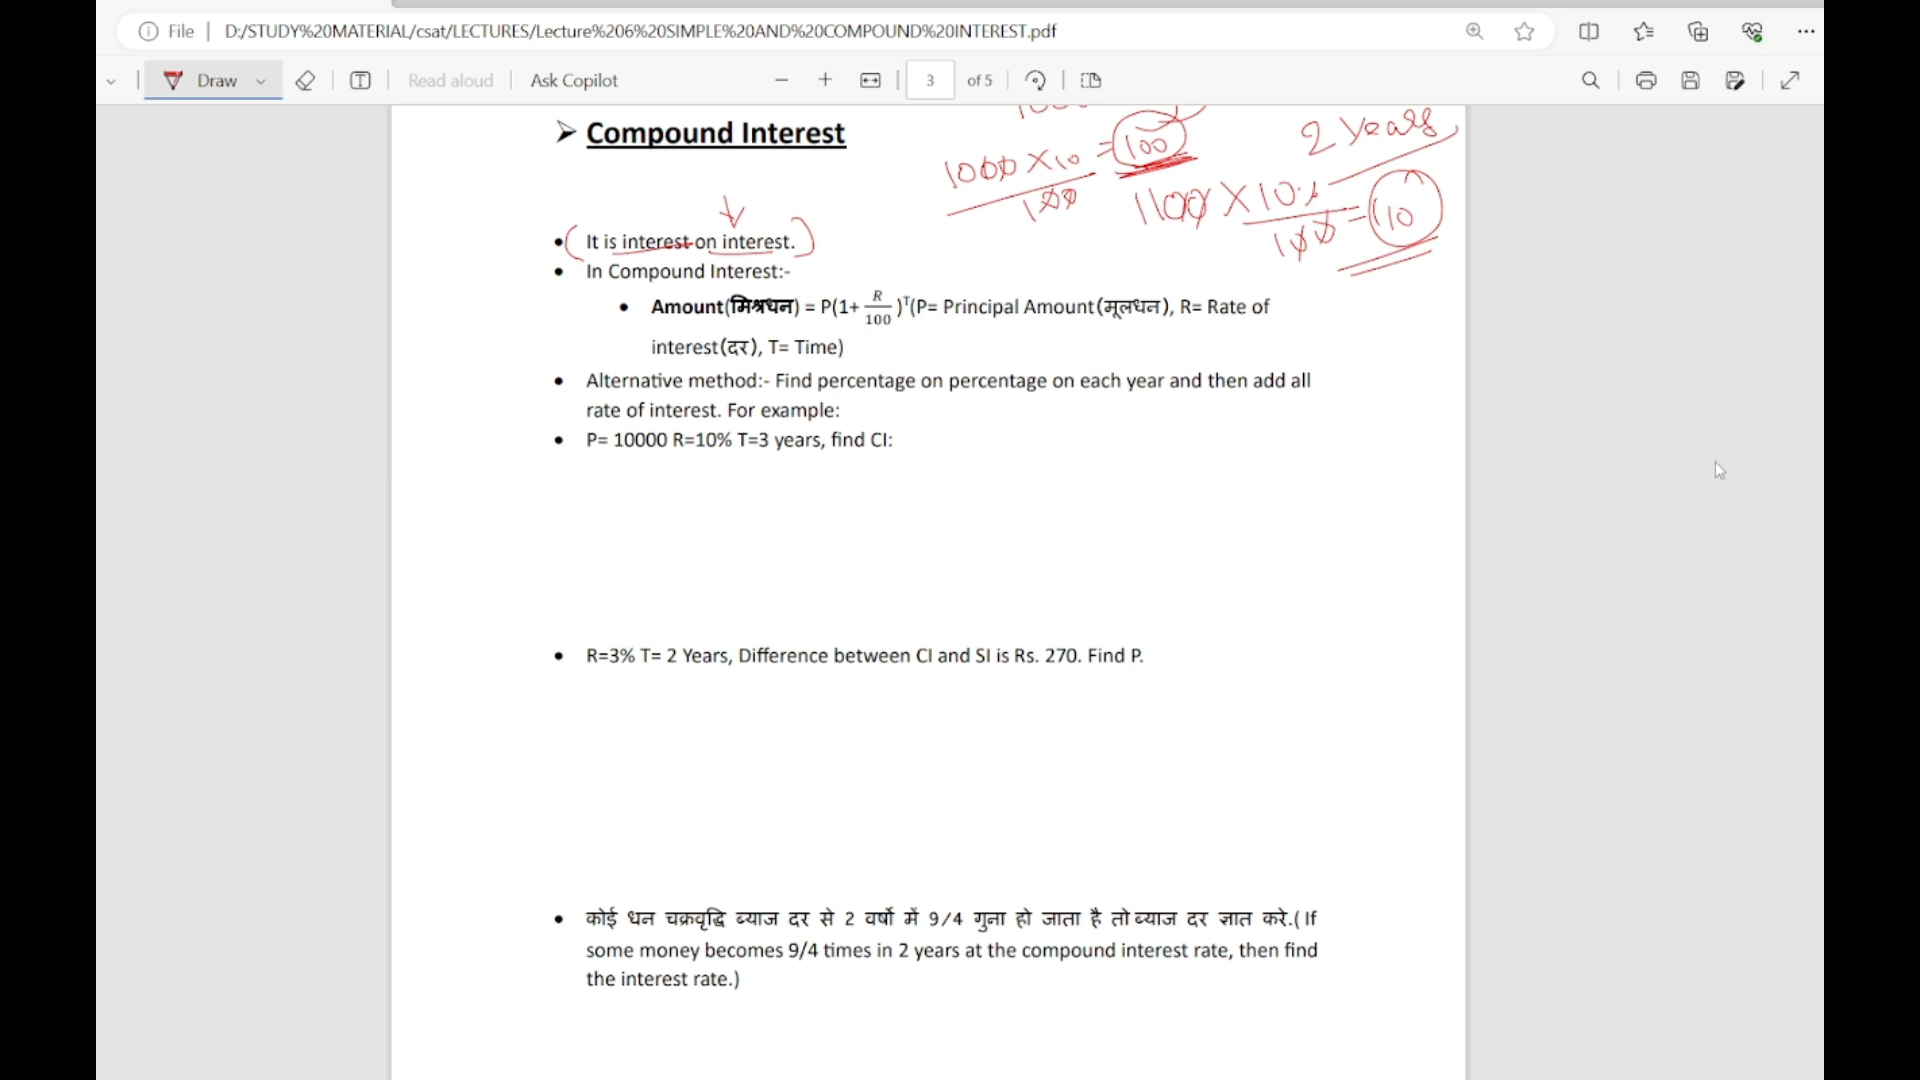 File D:/STUDY%20MATERIAL/csat/LECTURES/Lecture%206%20SIMPLE%20AND%20COMPOUND%20INTEREST.pdf
Draw Read aloud Ask Copilot 3 of 5
➤ Compound Interest
2 Years
1000 X 10 = 100
100
1100 X 10% = 110
100
• (It is interest on interest.)
• In Compound Interest:-
• Amount(मिश्रधन) = P(1+ R/100 )^T(P= Principal Amount(मूलधन), R= Rate of
interest(दर), T= Time)
• Alternative method:- Find percentage on percentage on each year and then add all
rate of interest. For example:
• P= 10000 R=10% T=3 years, find CI:
• R=3% T= 2 Years, Difference between CI and SI is Rs. 270. Find P.
• कोई धन चक्रवृद्धि ब्याज दर से 2 वर्षो में 9/4 गुना हो जाता है तो ब्याज दर ज्ञात करे.( If
some money becomes 9/4 times in 2 years at the compound interest rate, then find
the interest rate.)